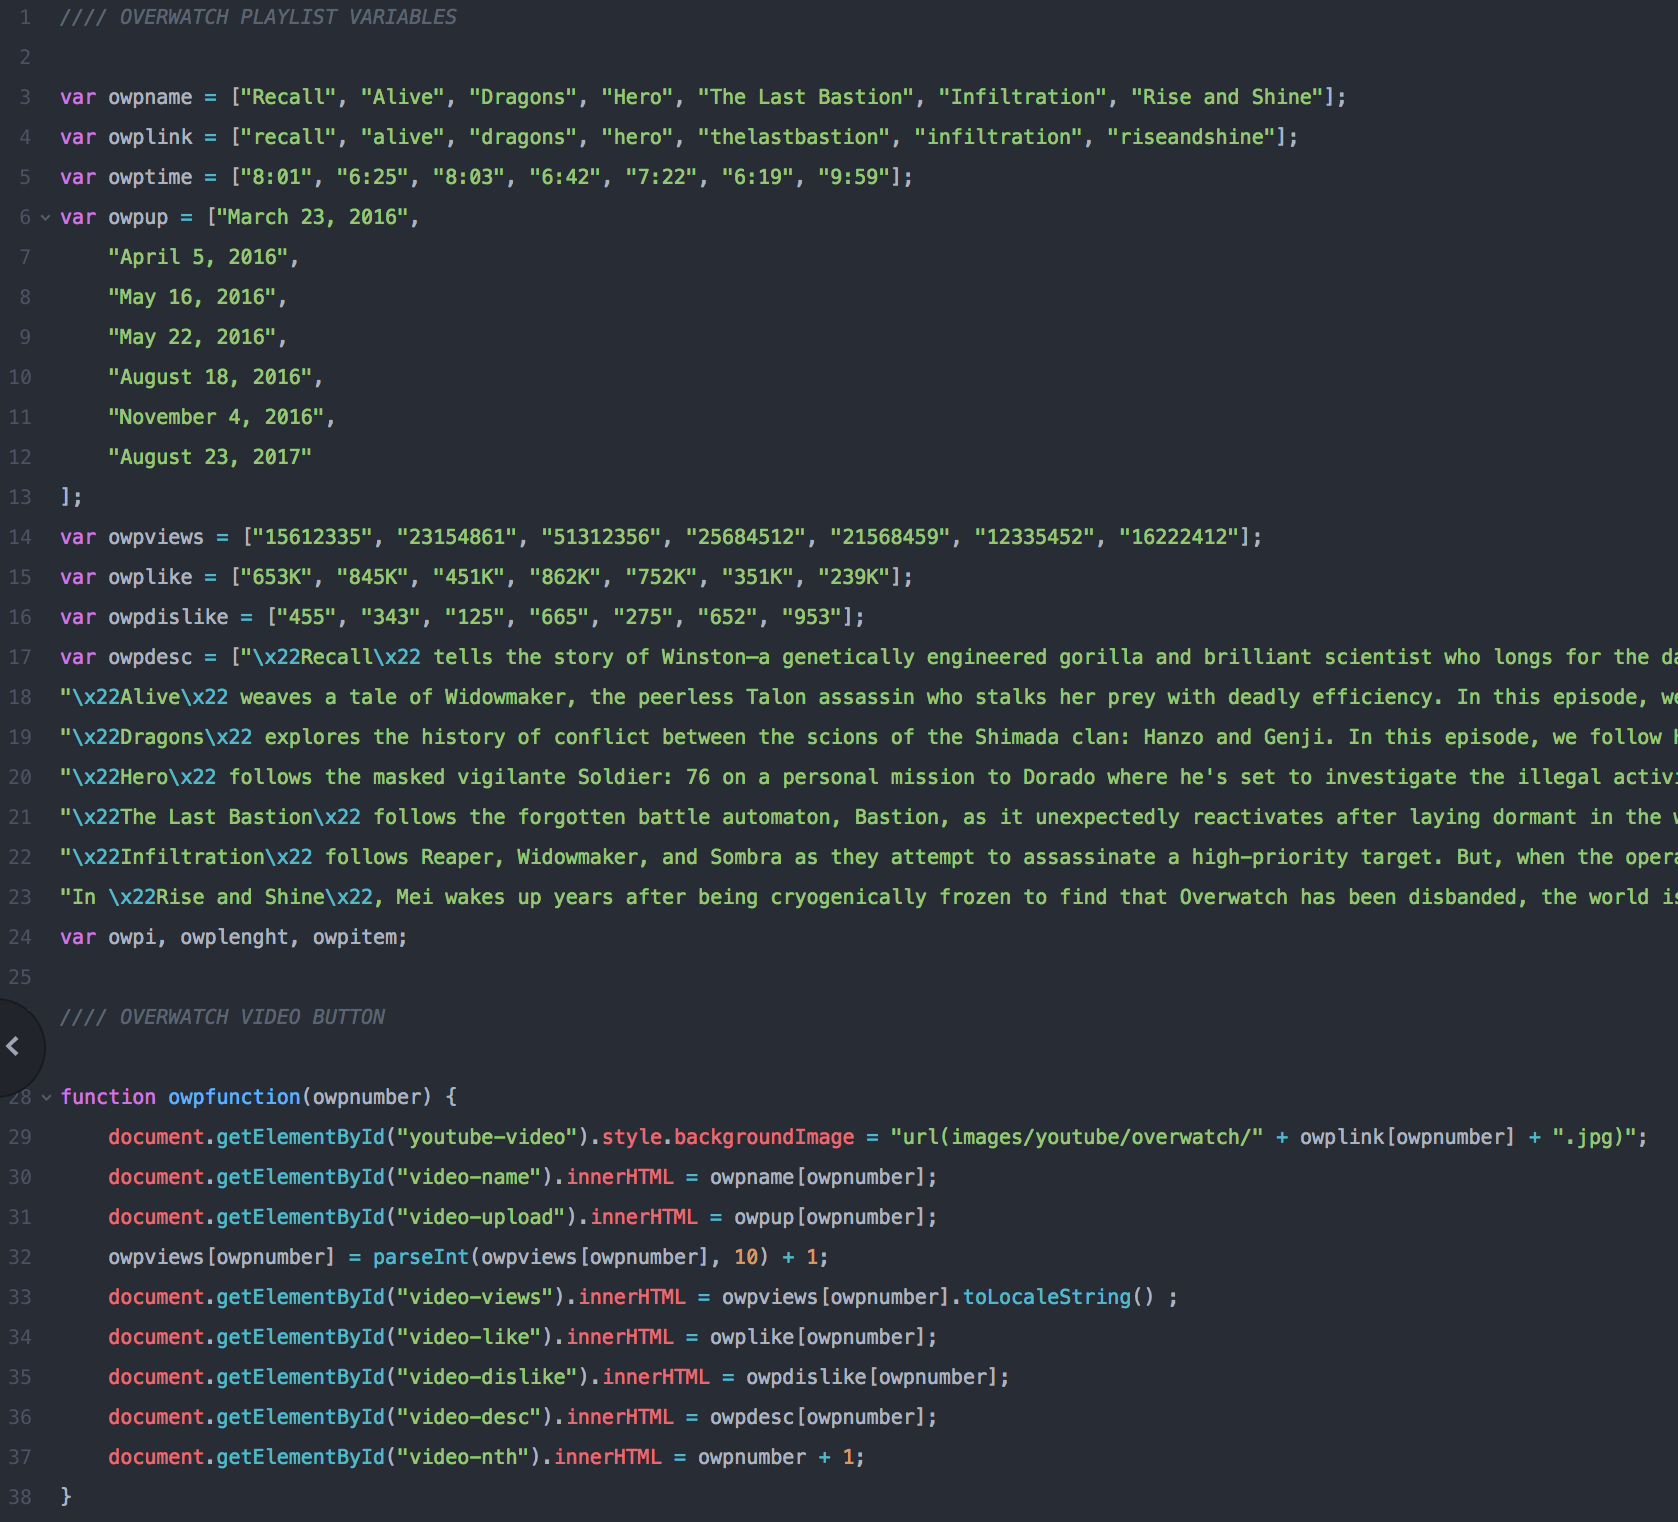 1 //// OVERWATCH PLAYLIST VARIABLES
2
3 var owpname = ["Recall", "Alive", "Dragons", "Hero", "The Last Bastion", "Infiltration", "Rise and Shine"];
4 var owplink = ["recall", "alive", "dragons", "hero", "thelastbastion", "infiltration", "riseandshine"];
5 var owptime = ["8:01", "6:25", "8:03", "6:42", "7:22", "6:19", "9:59"];
6 var owpup = ["March 23, 2016",
7 "April 5, 2016",
8 "May 16, 2016",
9 "May 22, 2016",
10 "August 18, 2016",
11 "November 4, 2016",
12 "August 23, 2017"
13 ];
14 var owpviews = ["15612335", "23154861", "51312356", "25684512", "21568459", "12335452", "16222412"];
15 var owplike = ["653K", "845K", "451K", "862K", "752K", "351K", "239K"];
16 var owpdislike = ["455", "343", "125", "665", "275", "652", "953"];
17 var owpdesc = ["\x22Recall\x22 tells the story of Winston—a genetically engineered gorilla and brilliant scientist who longs for the
18 "\x22Alive\x22 weaves a tale of Widowmaker, the peerless Talon assassin who stalks her prey with deadly efficiency. In this episode,
19 "\x22Dragons\x22 explores the history of conflict between the scions of the Shimada clan: Hanzo and Genji. In this episode, we follow
20 "\x22Hero\x22 follows the masked vigilante Soldier: 76 on a personal mission to Dorado where he's set to investigate the illegal
21 "\x22The Last Bastion\x22 follows the forgotten battle automaton, Bastion, as it unexpectedly reactivates after laying dormant in the
22 "\x22Infiltration\x22 follows Reaper, Widowmaker, and Sombra as they attempt to assassinate a high-priority target. But, when the
23 "In \x22Rise and Shine\x22, Mei wakes up years after being cryogenically frozen to find that Overwatch has been disbanded, the world
24 var owpi, owplenght, owpitem;
25
//// OVERWATCH VIDEO BUTTON
28 function owpfunction(owpnumber) {
29 document.getElementById("youtube-video").style.backgroundImage = "url(images/youtube/overwatch/" + owplink[owpnumber] + ".jpg)";
30 document.getElementById("video-name").innerHTML = owpname[owpnumber];
31 document.getElementById("video-upload").innerHTML = owpup[owpnumber];
32 owpviews[owpnumber] = parseInt(owpviews[owpnumber], 10) + 1;
33 document.getElementById("video-views").innerHTML = owpviews[owpnumber].toLocaleString() ;
34 document.getElementById("video-like").innerHTML = owplike[owpnumber];
35 document.getElementById("video-dislike").innerHTML = owpdislike[owpnumber];
36 document.getElementById("video-desc").innerHTML = owpdesc[owpnumber];
37 document.getElementById("video-nth").innerHTML = owpnumber + 1;
38 }